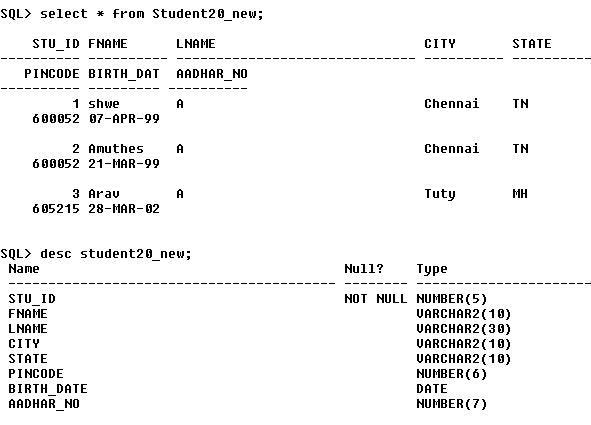 SQL> select * from Student20_new;
STU_ID FNAME LNAME CITY STATE
---------- ---------- ------------------------------ ---------- ----------
PINCODE BIRTH_DAT AADHAR_NO
---------- --------- ----------
1 shwe A Chennai TN
600052 07-APR-99
2 Amuthes A Chennai TN
600052 21-MAR-99
3 Arav A Tuty MH
605215 28-MAR-02
SQL> desc student20_new;
Name Null? Type
----------------------------------------- -------- ----------------------
STU_ID NOT NULL NUMBER(5)
FNAME VARCHAR2(10)
LNAME VARCHAR2(30)
CITY VARCHAR2(10)
STATE VARCHAR2(10)
PINCODE NUMBER(6)
BIRTH_DATE DATE
AADHAR_NO NUMBER(7)